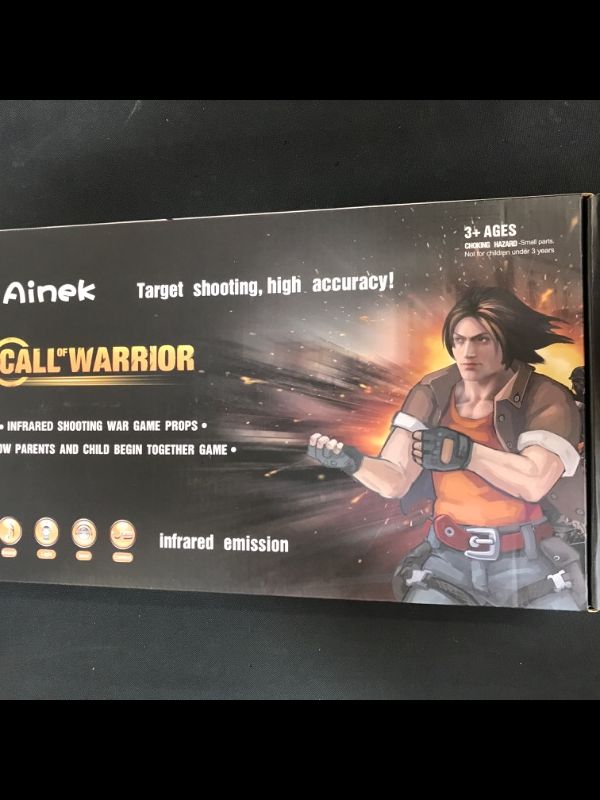 3+ AGES
CHOKING HAZARD-Small parts.
Not for children under 3 years
Ainek
Target shooting, high accuracy!
CALL OF WARRIOR
• INFRARED SHOOTING WAR GAME PROPS •
OW PARENTS AND CHILD BEGIN TOGETHER GAME •
infrared emission